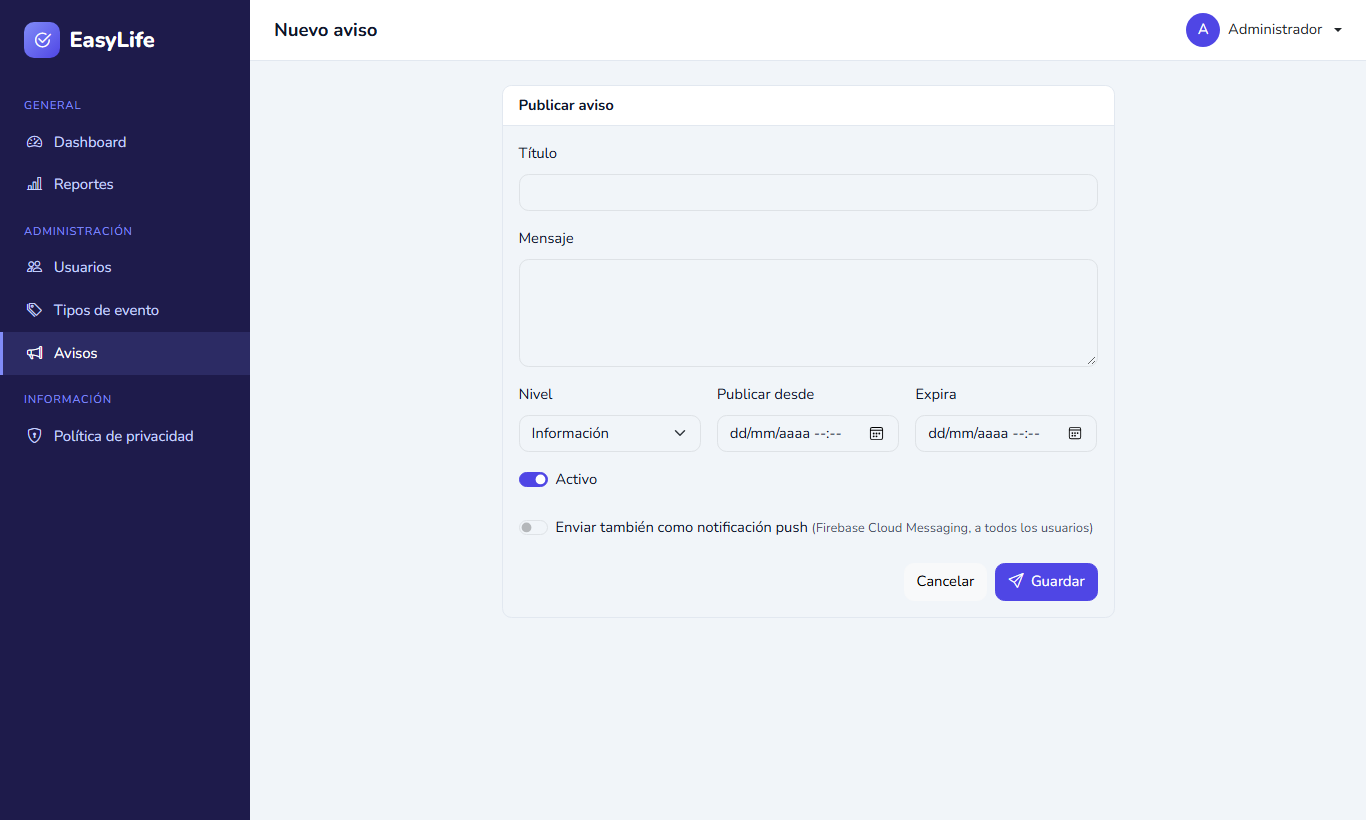 EasyLife
GENERAL
Dashboard
Reportes
ADMINISTRACIÓN
Usuarios
Tipos de evento
Avisos
INFORMACIÓN
Política de privacidad
Nuevo aviso
A Administrador
Publicar aviso
Título
Mensaje
Nivel Publicar desde Expira
Información dd/mm/aaaa --:-- dd/mm/aaaa --:--
Activo
Enviar también como notificación push (Firebase Cloud Messaging, a todos los usuarios)
Cancelar Guardar